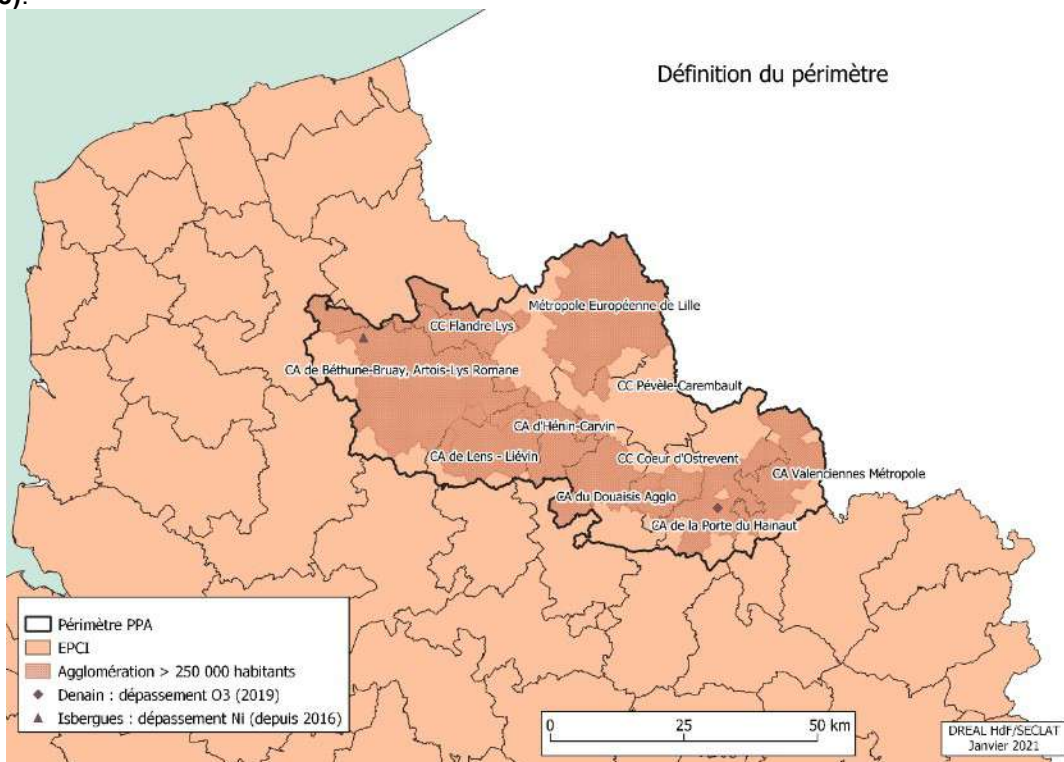 s).
Définition du périmètre
Métropole Européenne de Lille
CC Flandre Lys
CA de Béthune-Bruay, Artois-Lys Romane
CC Pévèle-Carembault
CA d'Hénin-Carvin
CA de Lens - Liévin
CC Coeur d'Ostrevent
CA Valenciennes Métropole
CA du Douaisis Agglo
CA de la Porte du Hainaut
Périmètre PPA
EPCI
Agglomération > 250 000 habitants
Denain : dépassement O3 (2019)
Isbergues : dépassement Ni (depuis 2016)
0 25 50 km
DREAL HdF/SECLAT
Janvier 2021